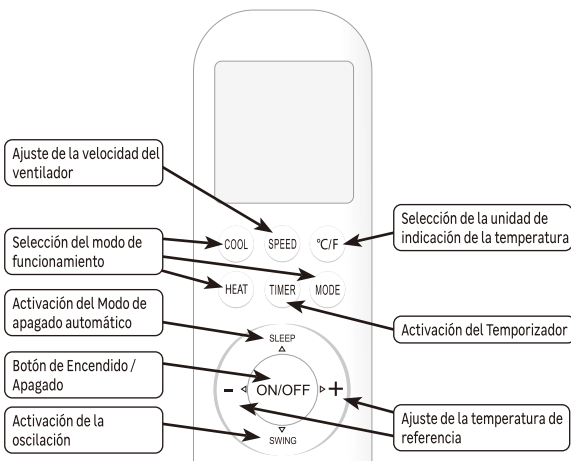 Ajuste de la velocidad del
ventilador
Selección de la unidad de
indicación de la temperatura
COOL
SPEED
°C/F
Selección del modo de
funcionamiento
HEAT
TIMER
MODE
Activación del Modo de
apagado automático
Activación del Temporizador
SLEEP
Botón de Encendido /
Apagado
- ON/OFF +
Ajuste de la temperatura de
referencia
Activación de la
oscilación
SWING